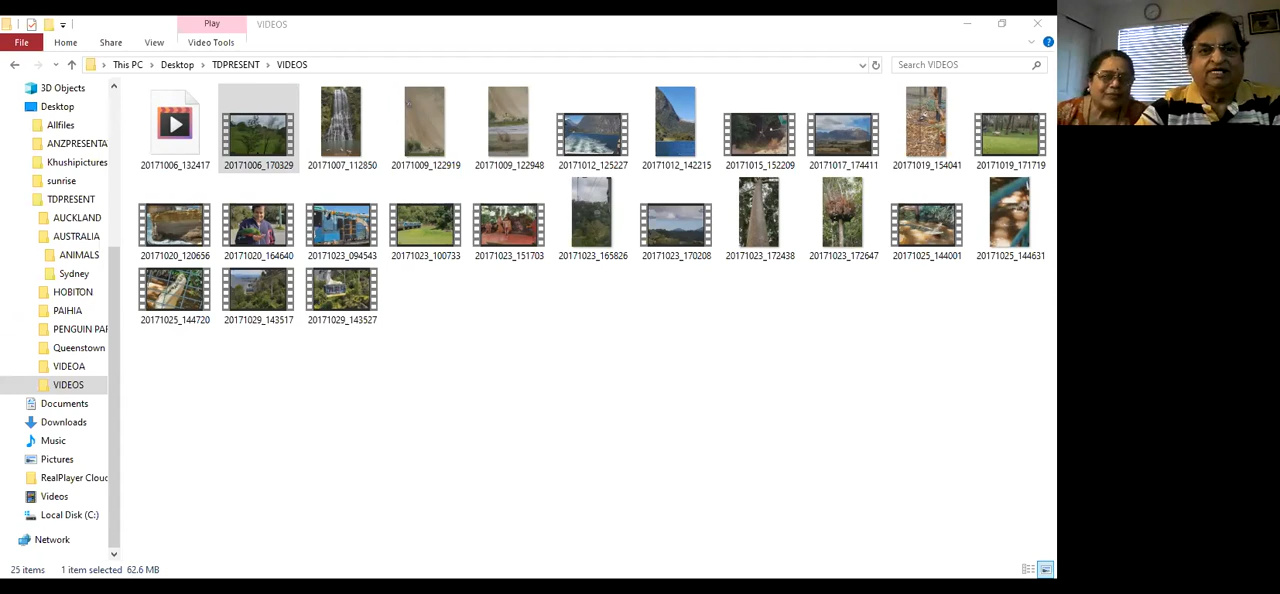 Play VIDEOS
File Home Share View Video Tools
This PC Desktop TDPRESENT VIDEOS Search VIDEOS
3D Objects
Desktop
Allfiles
ANZPRESENTA
Khushipictures
sunrise
TDPRESENT
AUCKLAND
AUSTRALIA
ANIMALS
Sydney
HOBITON
PAIHIA
PENGUIN PAR
Queenstown
VIDEOA
VIDEOS
Documents
Downloads
Music
Pictures
RealPlayer Cloud
Videos
Local Disk (C:)
Network
20171006_132417 20171006_170329 20171007_112850 20171009_122919 20171009_122948 20171012_125227 20171012_142215 20171015_152209 20171017_174411 20171019_154041 20171019_171719
20171020_120656 20171020_164640 20171023_094543 20171023_100733 20171023_151703 20171023_165826 20171023_170208 20171023_172438 20171023_172647 20171025_144001 20171025_144631
20171025_144720 20171029_143517 20171029_143527
25 items 1 item selected 62.6 MB